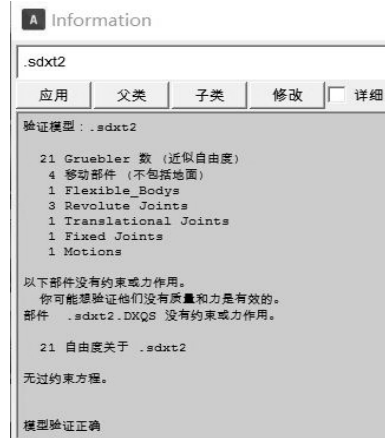 A Information
.sdxt2
应用 父类 子类 修改 详细
验证模型：.sdxt2
21 Gruebler 数 （近似自由度）
4 移动部件 （不包括地面）
1 Flexible_Bodys
3 Revolute Joints
1 Translational Joints
1 Fixed Joints
1 Motions
以下部件没有约束或力作用。
你可能想验证他们没有质量和力是有效的。
部件 .sdxt2.DXQS 没有约束或力作用。
21 自由度关于 .sdxt2
无过约束方程。
模型验证正确